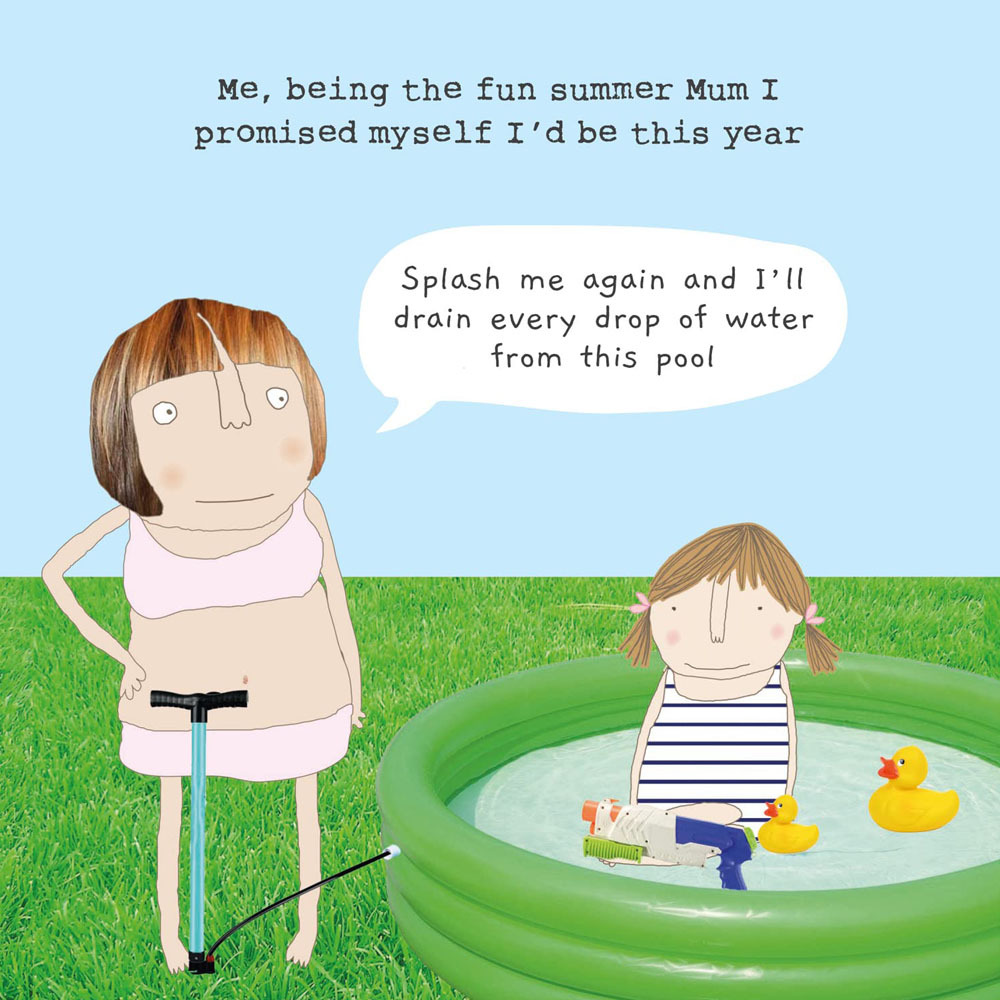 Me, being the fun summer Mum I
promised myself I'd be this year
Splash me again and I'll
drain every drop of water
from this pool